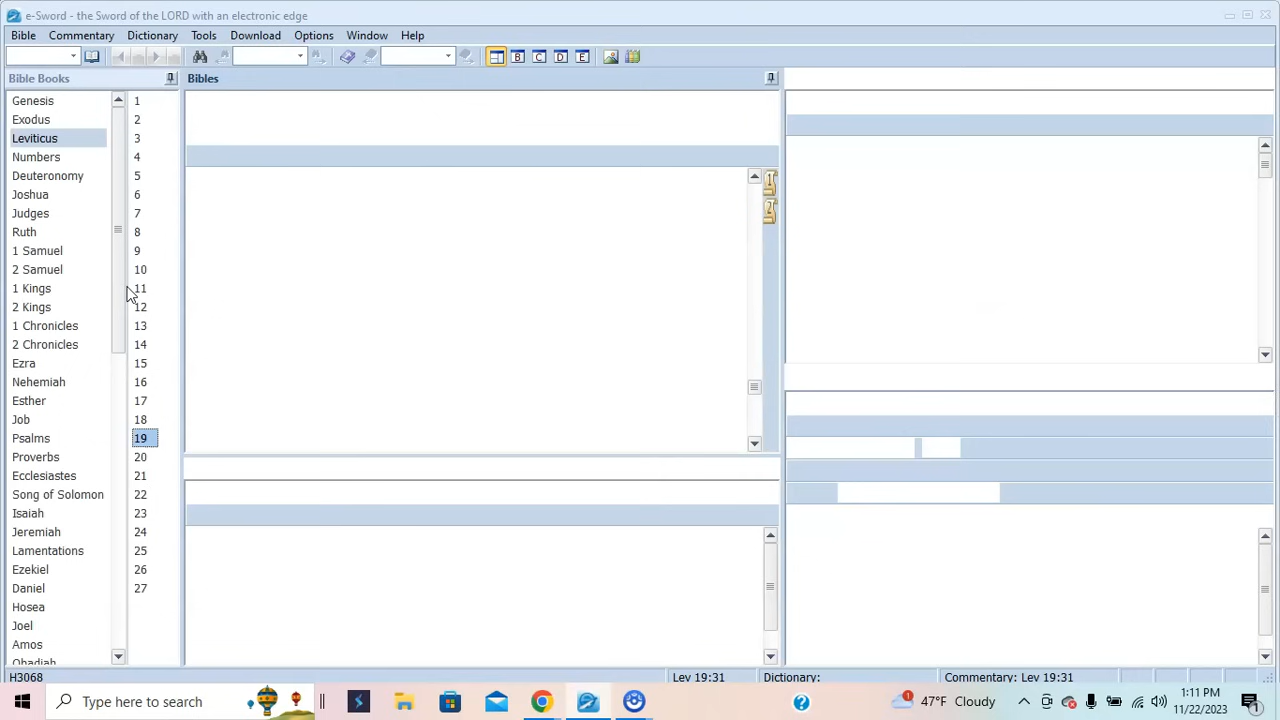 e-Sword - the Sword of the LORD with an electronic edge
Bible Commentary Dictionary Tools Download Options Window Help
B C D E
Bible Books
Bibles
Genesis 1
Exodus 2
Leviticus 3
Numbers 4
Deuteronomy 5
Joshua 6
Judges 7
Ruth 8
1 Samuel 9
2 Samuel 10
1 Kings 11
2 Kings 12
1 Chronicles 13
2 Chronicles 14
Ezra 15
Nehemiah 16
Esther 17
Job 18
Psalms 19
Proverbs 20
Ecclesiastes 21
Song of Solomon 22
Isaiah 23
Jeremiah 24
Lamentations 25
Ezekiel 26
Daniel 27
Hosea
Joel
Amos
Obadiah
1
2
H3068 Lev 19:31 Dictionary: Commentary: Lev 19:31
Type here to search
47°F Cloudy
1:11 PM
11/22/2023